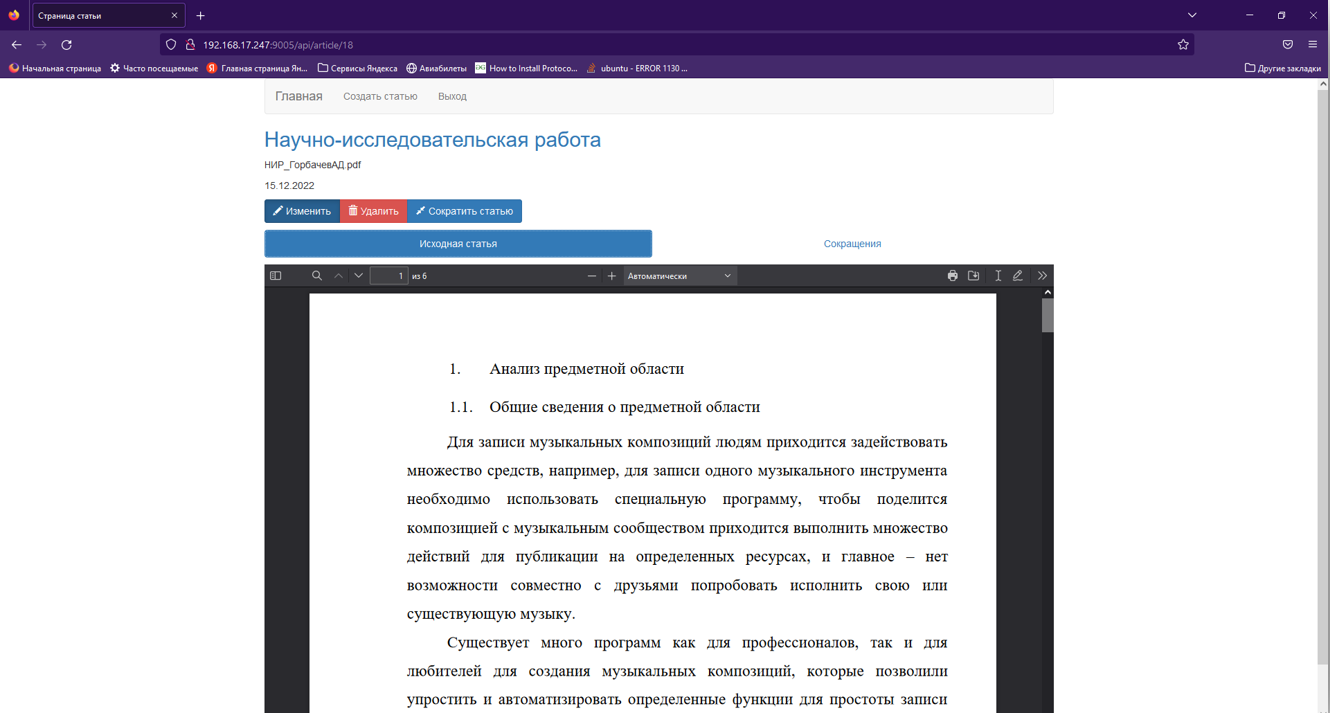 Страница статьи
192.168.17.247:9005/api/article/18
Начальная страница Часто посещаемые Главная страница Ян... Сервисы Яндекса Авиабилеты How to Install Protoco... ubuntu - ERROR 1130 ... Другие закладки
Главная Создать статью Выход
Научно-исследовательская работа
НИР_ГорбачевАД.pdf
15.12.2022
Изменить Удалить Сократить статью
Исходная статья Сокращения
1 из 6 Автоматически
1. Анализ предметной области
1.1. Общие сведения о предметной области
Для записи музыкальных композиций людям приходится задействовать
множество средств, например, для записи одного музыкального инструмента
необходимо использовать специальную программу, чтобы поделится
композицией с музыкальным сообществом приходится выполнить множество
действий для публикации на определенных ресурсах, и главное – нет
возможности совместно с друзьями попробовать исполнить свою или
существующую музыку.
Существует много программ как для профессионалов, так и для
любителей для создания музыкальных композиций, которые позволили
упростить и автоматизировать определенные функции для простоты записи